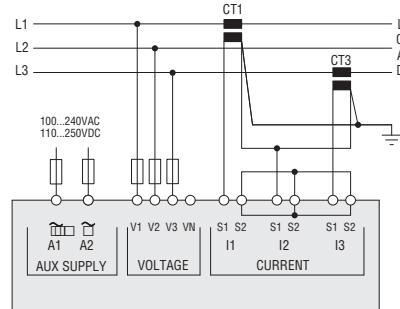 CT1
L1
L
L2
O
L3
CT3
A
D
100...240VAC
110...250VDC
V1 V2 V3 VN
S1 S2 S1 S2 S1 S2
A1 A2
I1 I2 I3
AUX SUPPLY
VOLTAGE
CURRENT